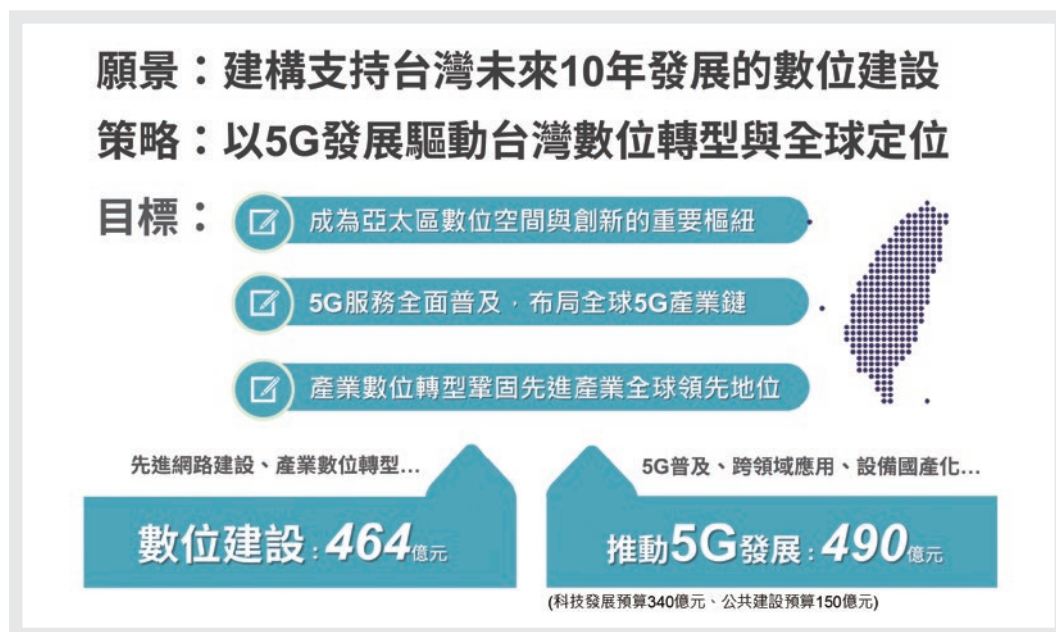 願景：建構支持台灣未來10年發展的數位建設
策略：以5G發展驅動台灣數位轉型與全球定位
目標：
成為亞太區數位空間與創新的重要樞紐
5G服務全面普及，布局全球5G產業鏈
產業數位轉型鞏固先進產業全球領先地位
先進網路建設、產業數位轉型...
5G普及、跨領域應用、設備國產化...
數位建設：464億元
推動5G發展：490億元
(科技發展預算340億元、公共建設預算150億元)